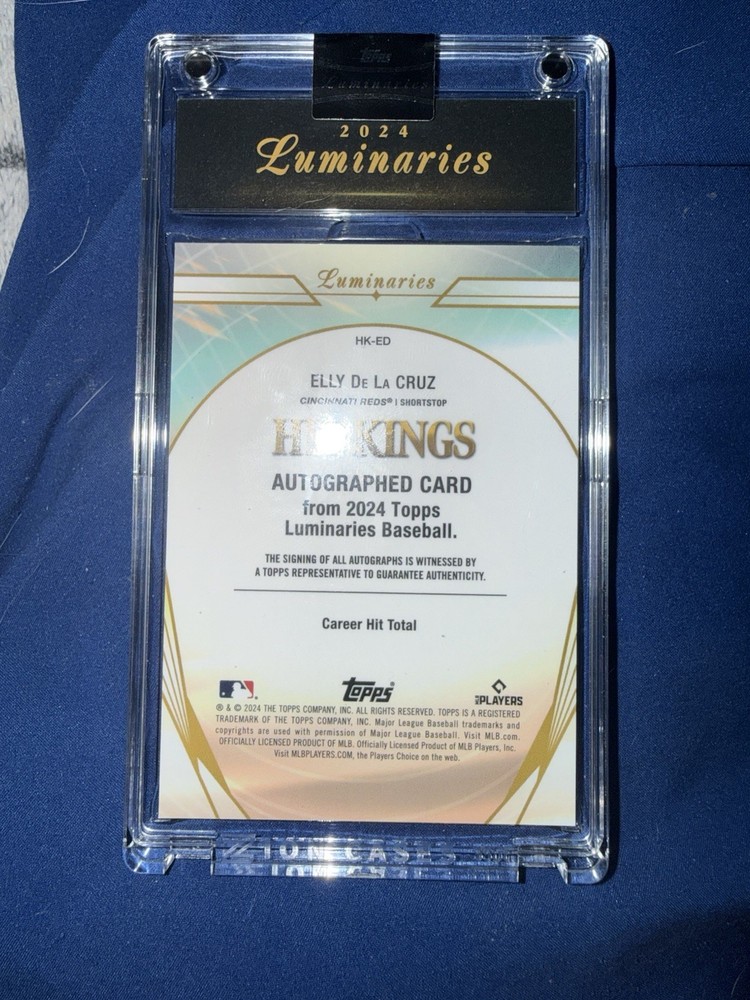 Topps
Luminaries
2024
Luminaries
Luminaries
HK-ED
ELLY DE LA CRUZ
CINCINNATI REDS® | SHORTSTOP
KINGS
AUTOGRAPHED CARD
from 2024 Topps
Luminaries Baseball.
THE SIGNING OF ALL AUTOGRAPHS IS WITNESSED BY
A TOPPS REPRESENTATIVE TO GUARANTEE AUTHENTICITY.
Career Hit Total
topps® PLAYERS
® & © 2024 THE TOPPS COMPANY, INC. ALL RIGHTS RESERVED. TOPPS IS A REGISTERED
TRADEMARK OF THE TOPPS COMPANY, INC. Major League Baseball trademarks and
copyrights are used with permission of Major League Baseball. Visit MLB.com.
OFFICIALLY LICENSED PRODUCT OF MLB. Officially Licensed Product of MLB Players, Inc.
Visit MLBPLAYERS.COM, the Players Choice on the web.
ION CASES